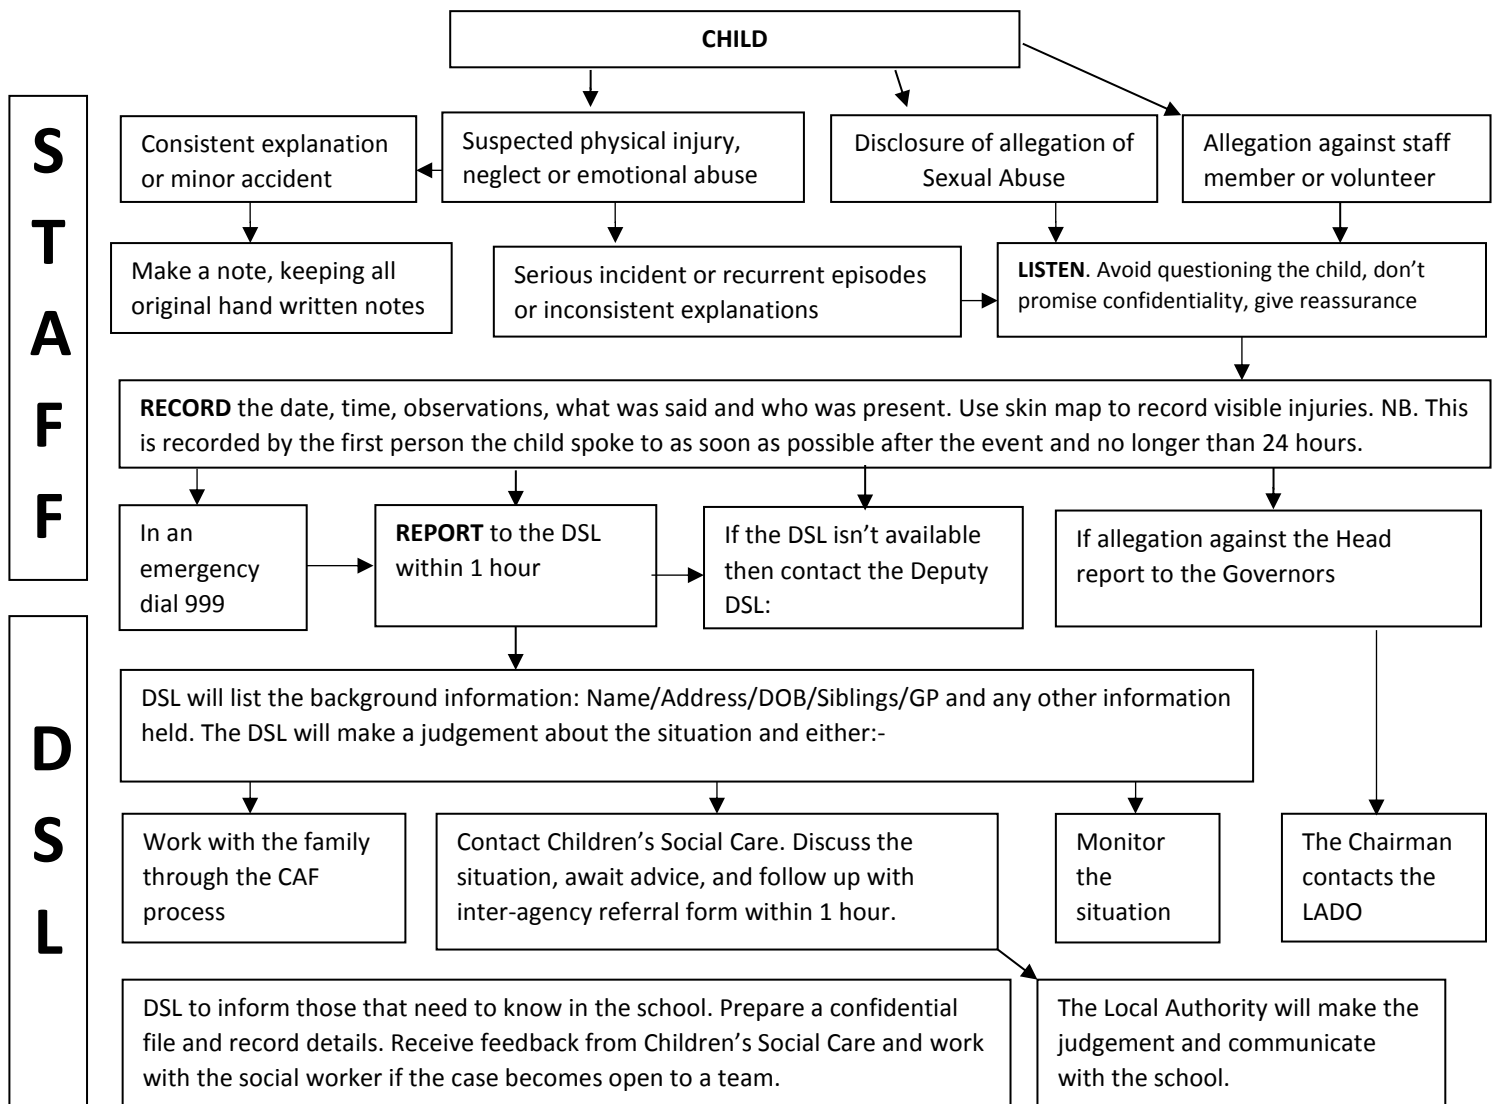 CHILD
STAFF
Consistent explanation
or minor accident
Suspected physical injury,
neglect or emotional abuse
Disclosure of allegation of
Sexual Abuse
Allegation against staff
member or volunteer
Make a note, keeping all
original hand written notes
Serious incident or recurrent episodes
or inconsistent explanations
LISTEN. Avoid questioning the child, don’t
promise confidentiality, give reassurance
RECORD the date, time, observations, what was said and who was present. Use skin map to record visible injuries. NB. This
is recorded by the first person the child spoke to as soon as possible after the event and no longer than 24 hours.
In an
emergency
dial 999
REPORT to the DSL
within 1 hour
If the DSL isn’t available
then contact the Deputy
DSL:
If allegation against the Head
report to the Governors
DSL
DSL will list the background information: Name/Address/DOB/Siblings/GP and any other information
held. The DSL will make a judgement about the situation and either:-
Work with the family
through the CAF
process
Contact Children’s Social Care. Discuss the
situation, await advice, and follow up with
inter-agency referral form within 1 hour.
Monitor
the
situation
The Chairman
contacts the
LADO
DSL to inform those that need to know in the school. Prepare a confidential
file and record details. Receive feedback from Children’s Social Care and work
with the social worker if the case becomes open to a team.
The Local Authority will make the
judgement and communicate
with the school.